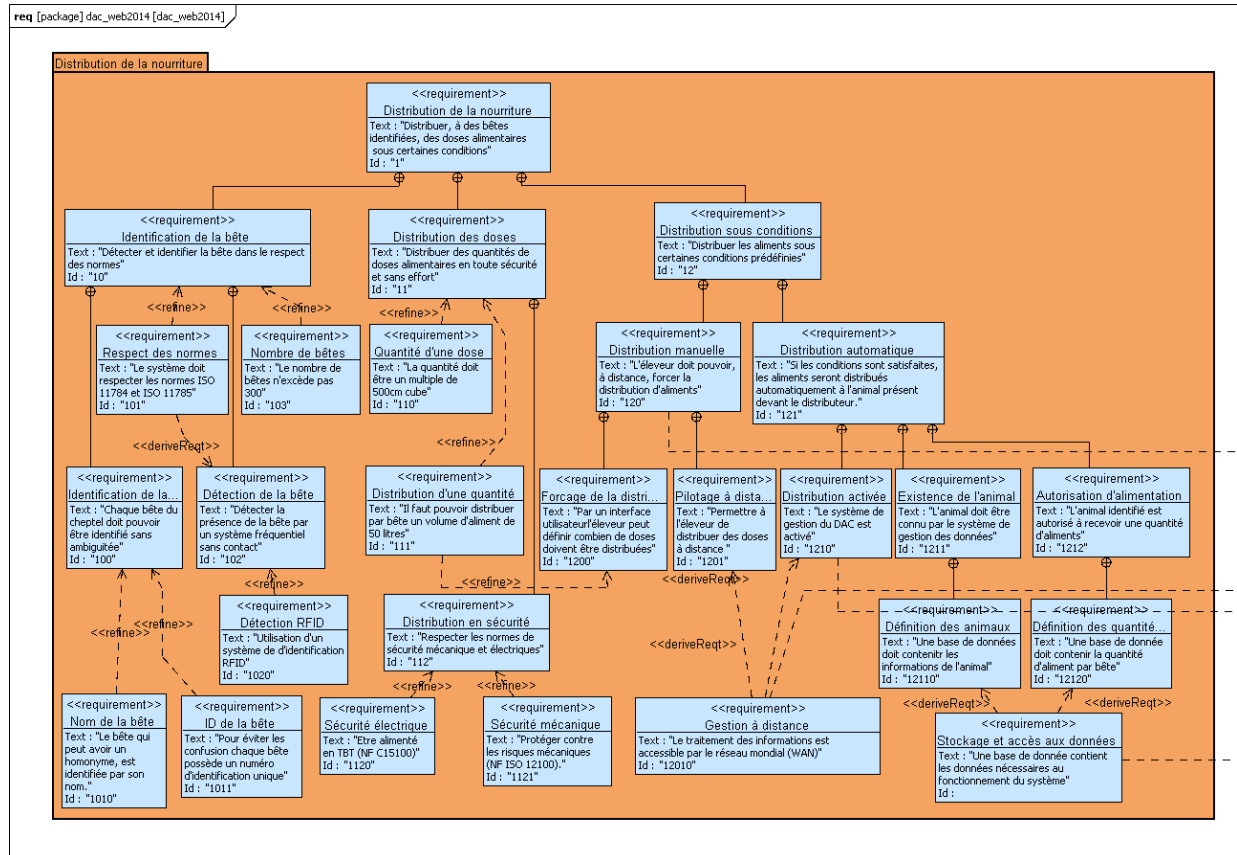 req [package] dac_web2014 [dac_web2014]
Distribution de la nourriture
<<requirement>>
Distribution de la nourriture
Text : "Distribuer, à des bêtes
identifiées, des doses alimentaires
sous certaines conditions"
Id : "1"
<<requirement>>
Identification de la bête
Text : "Détecter et identifier la bête dans le respect
des normes"
Id : "10"
<<requirement>>
Distribution des doses
Text : "Distribuer des quantités de
doses alimentaires en toute sécurité
et sans effort"
Id : "11"
<<requirement>>
Distribution sous conditions
Text : "Distribuer les aliments sous
certaines conditions prédéfinies"
Id : "12"
<<refine>>
<<refine>>
<<refine>>
<<requirement>>
Respect des normes
Text : "Le système doit
respecter les normes ISO
11784 et ISO 11785"
Id : "101"
<<requirement>>
Nombre de bêtes
Text : "Le nombre de
bêtes n'excède pas
300"
Id : "103"
<<requirement>>
Quantité d'une dose
Text : "La quantité doit
être un multiple de
500cm cube"
Id : "110"
<<requirement>>
Distribution manuelle
Text : "L'éleveur doit pouvoir,
à distance, forcer la
distribution d'aliments"
Id : "120"
<<requirement>>
Distribution automatique
Text : "Si les conditions sont satisfaites,
les aliments seront distribués
automatiquement à l'animal présent
devant le distributeur."
Id : "121"
<<deriveReqt>>
<<refine>>
<<requirement>>
Identification de la...
Text : "Chaque bête du
cheptel doit pouvoir
être identifié sans
ambiguitée"
Id : "100"
<<requirement>>
Détection de la bête
Text : "Détecter la
présence de la bête par
un système fréquentiel
sans contact"
Id : "102"
<<requirement>>
Distribution d'une quantité
Text : "Il faut pouvoir distribuer
par bête un volume d'aliment de
50 litres"
Id : "111"
<<requirement>>
Forcage de la distri...
Text : "Par un interface
utilisateurl'éleveur peut
définir combien de doses
doivent être distribuées"
Id : "1200"
<<requirement>>
Pilotage à dista...
Text : "Permettre à
l'éleveur de
distribuer des doses
à distance "
Id : "1201"
<<requirement>>
Distribution activée
Text : "Le système de
gestion du DAC est
activé"
Id : "1210"
<<requirement>>
Existence de l'animal
Text : "L'animal doit être
connu par le système de
gestion des données"
Id : "1211"
<<requirement>>
Autorisation d'alimentation
Text : "L'animal identifié est
autorisé à recevoir une quantité
d'aliments"
Id : "1212"
<<refine>>
<<deriveReqt>>
<<requirement>>
Détection RFID
Text : "Utilisation d'un
système de d'identification
RFID"
Id : "1020"
<<requirement>>
Distribution en sécurité
Text : "Respecter les normes de
sécurité mécanique et électriques"
Id : "112"
<<requirement>>
Définition des animaux
Text : "Une base de données
doit contenitr les
informations de l'animal"
Id : "12110"
<<requirement>>
Définition des quantité...
Text : "Une base de donnée
doit contenir la quantité
d'aliment par bête"
Id : "12120"
<<refine>>
<<refine>>
<<deriveReqt>>
<<refine>>
<<refine>>
<<deriveReqt>>
<<deriveReqt>>
<<requirement>>
Nom de la bête
Text : "Le bête qui
peut avoir un
homonyme, est
identifiée par son
nom."
Id : "1010"
<<requirement>>
ID de la bête
Text : "Pour éviter les
confusion chaque bête
possède un numéro
d'identification unique"
Id : "1011"
<<requirement>>
Sécurité électrique
Text : "Etre alimenté
en TBT (NF C15100)"
Id : "1120"
<<requirement>>
Sécurité mécanique
Text : "Protéger contre
les risques mécaniques
(NF ISO 12100)."
Id : "1121"
<<requirement>>
Gestion à distance
Text : "Le traitement des informations est
accessible par le réseau mondial (WAN)"
Id : "12010"
<<requirement>>
Stockage et accès aux données
Text : "Une base de donnée contient
les données nécessaires au
fonctionnement du système"
Id :